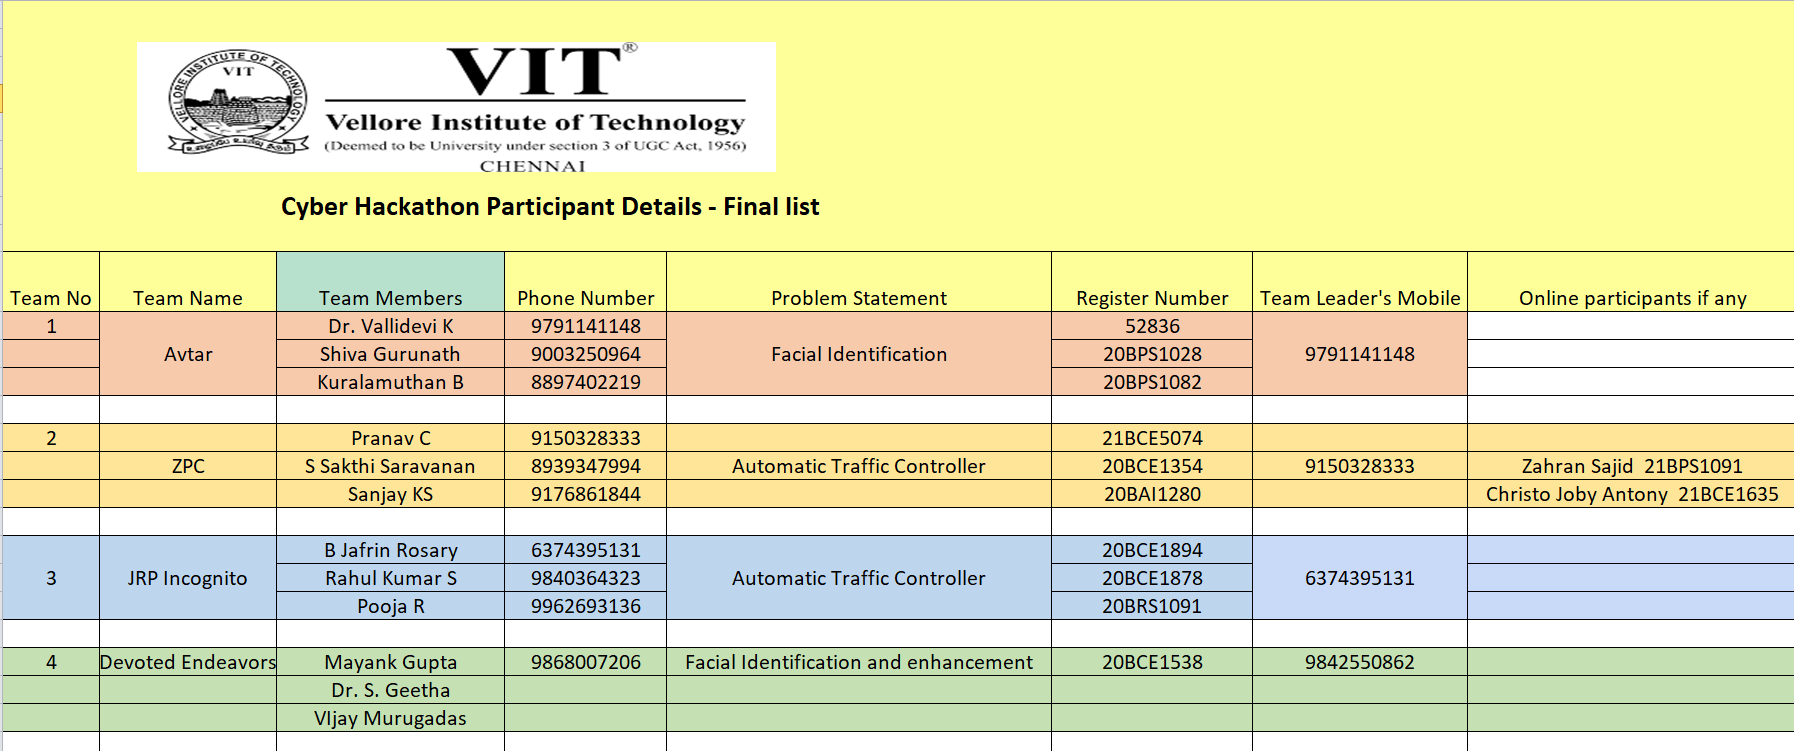 VELLORE INSTITUTE OF TECHNOLOGY
VIT
VIT®
Vellore Institute of Technology
(Deemed to be University under section 3 of UGC Act, 1956)
CHENNAI
Cyber Hackathon Participant Details - Final list
Team No Team Name Team Members Phone Number Problem Statement Register Number Team Leader's Mobile Online participants if any
1 Dr. Vallidevi K 9791141148 52836
Avtar Shiva Gurunath 9003250964 Facial Identification 20BPS1028 9791141148
Kuralamuthan B 8897402219 20BPS1082
2 Pranav C 9150328333 21BCE5074
ZPC S Sakthi Saravanan 8939347994 Automatic Traffic Controller 20BCE1354 9150328333 Zahran Sajid  21BPS1091
Sanjay KS 9176861844 20BAI1280 Christo Joby Antony  21BCE1635
B Jafrin Rosary 6374395131 20BCE1894
3 JRP Incognito Rahul Kumar S 9840364323 Automatic Traffic Controller 20BCE1878 6374395131
Pooja R 9962693136 20BRS1091
4 Devoted Endeavors Mayank Gupta 9868007206 Facial Identification and enhancement 20BCE1538 9842550862
Dr. S. Geetha
VIjay Murugadas